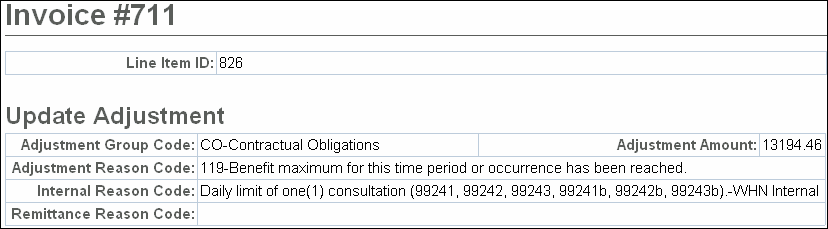 Invoice #711
Line Item ID: 826
Update Adjustment
Adjustment Group Code: CO-Contractual Obligations Adjustment Amount: 13194.46
Adjustment Reason Code: 119-Benefit maximum for this time period or occurrence has been reached.
Internal Reason Code: Daily limit of one(1) consultation (99241, 99242, 99243, 99241b, 99242b, 99243b).-WHN Internal
Remittance Reason Code: